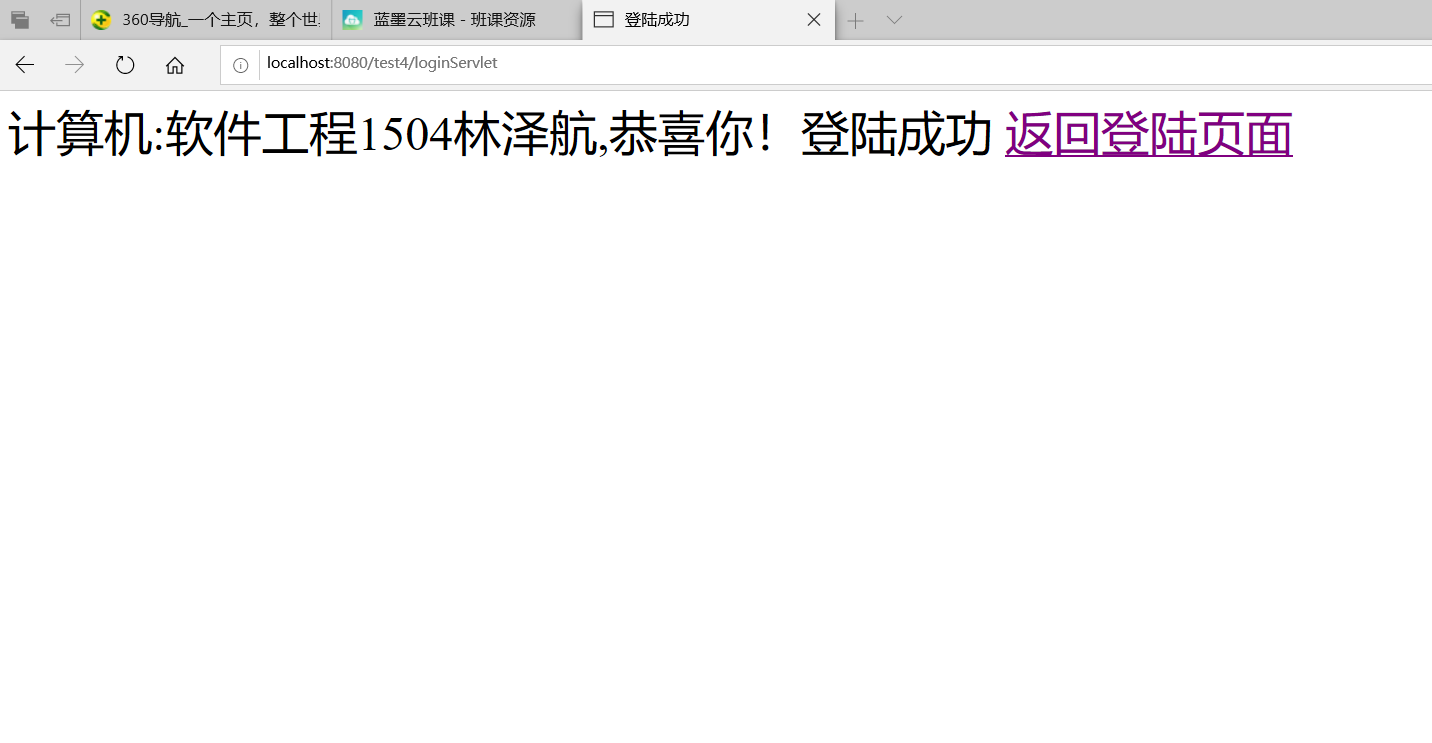 360导航_一个主页，整个世
蓝墨云班课 - 班课资源
登陆成功
localhost:8080/test4/loginServlet
计算机:软件工程1504林泽航,恭喜你！登陆成功 返回登陆页面